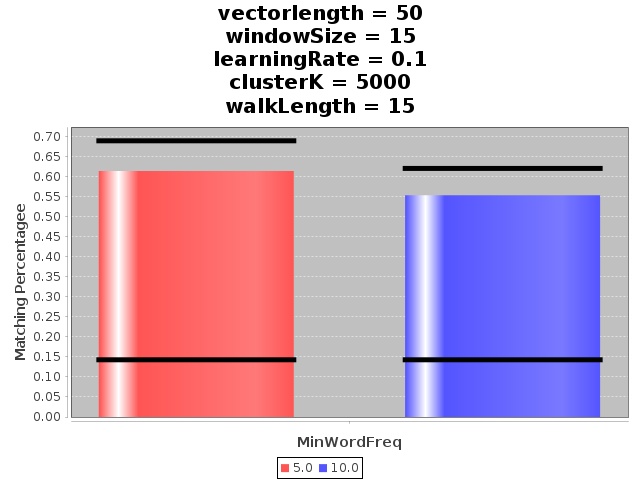 vectorlength = 50
windowSize = 15
learningRate = 0.1
clusterK = 5000
walkLength = 15
Matching Percentagee
0.70
0.65
0.60
0.55
0.50
0.45
0.40
0.35
0.30
0.25
0.20
0.15
0.10
0.05
0.00
MinWordFreq
5.0 10.0